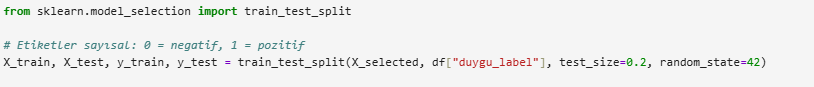 from sklearn.model_selection import train_test_split
# Etiketler sayısal: 0 = negatif, 1 = pozitif
X_train, X_test, y_train, y_test = train_test_split(X_selected, df["duygu_label"], test_size=0.2, random_state=42)